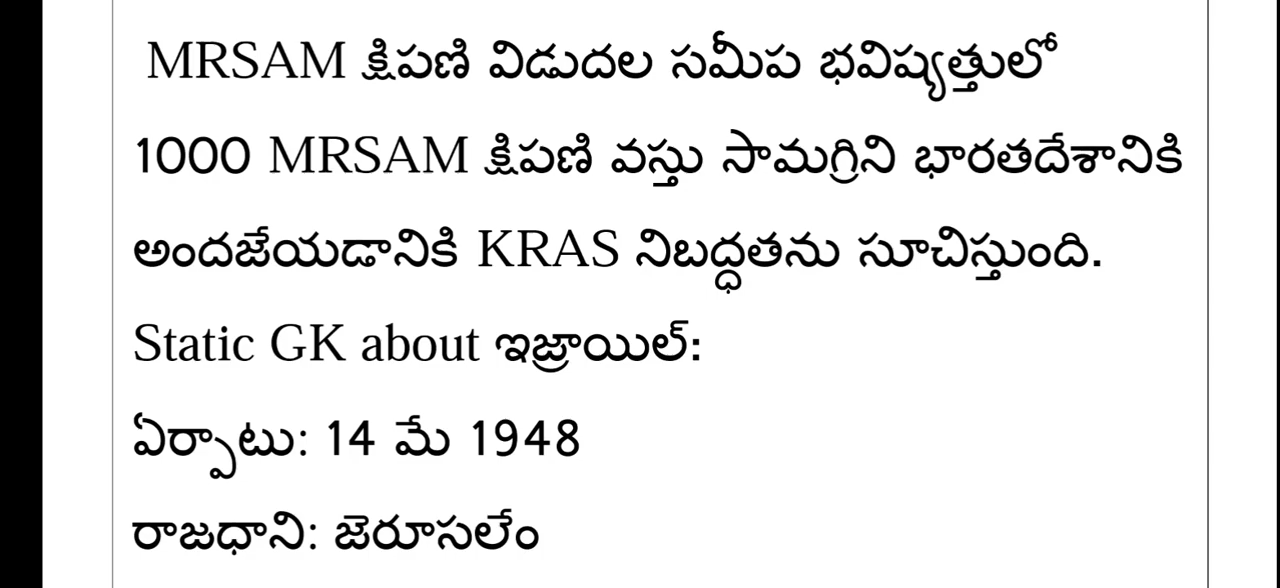 MRSAM క్షిపణి విడుదల సమీప భవిష్యత్తులో
1000 MRSAM క్షిపణి వస్తు సామగ్రిని భారతదేశానికి
అందజేయడానికి KRAS నిబద్ధతను సూచిస్తుంది.
Static GK about ఇజ్రాయిల్:
ఏర్పాటు: 14 మే 1948
రాజధాని: జెరూసలేం